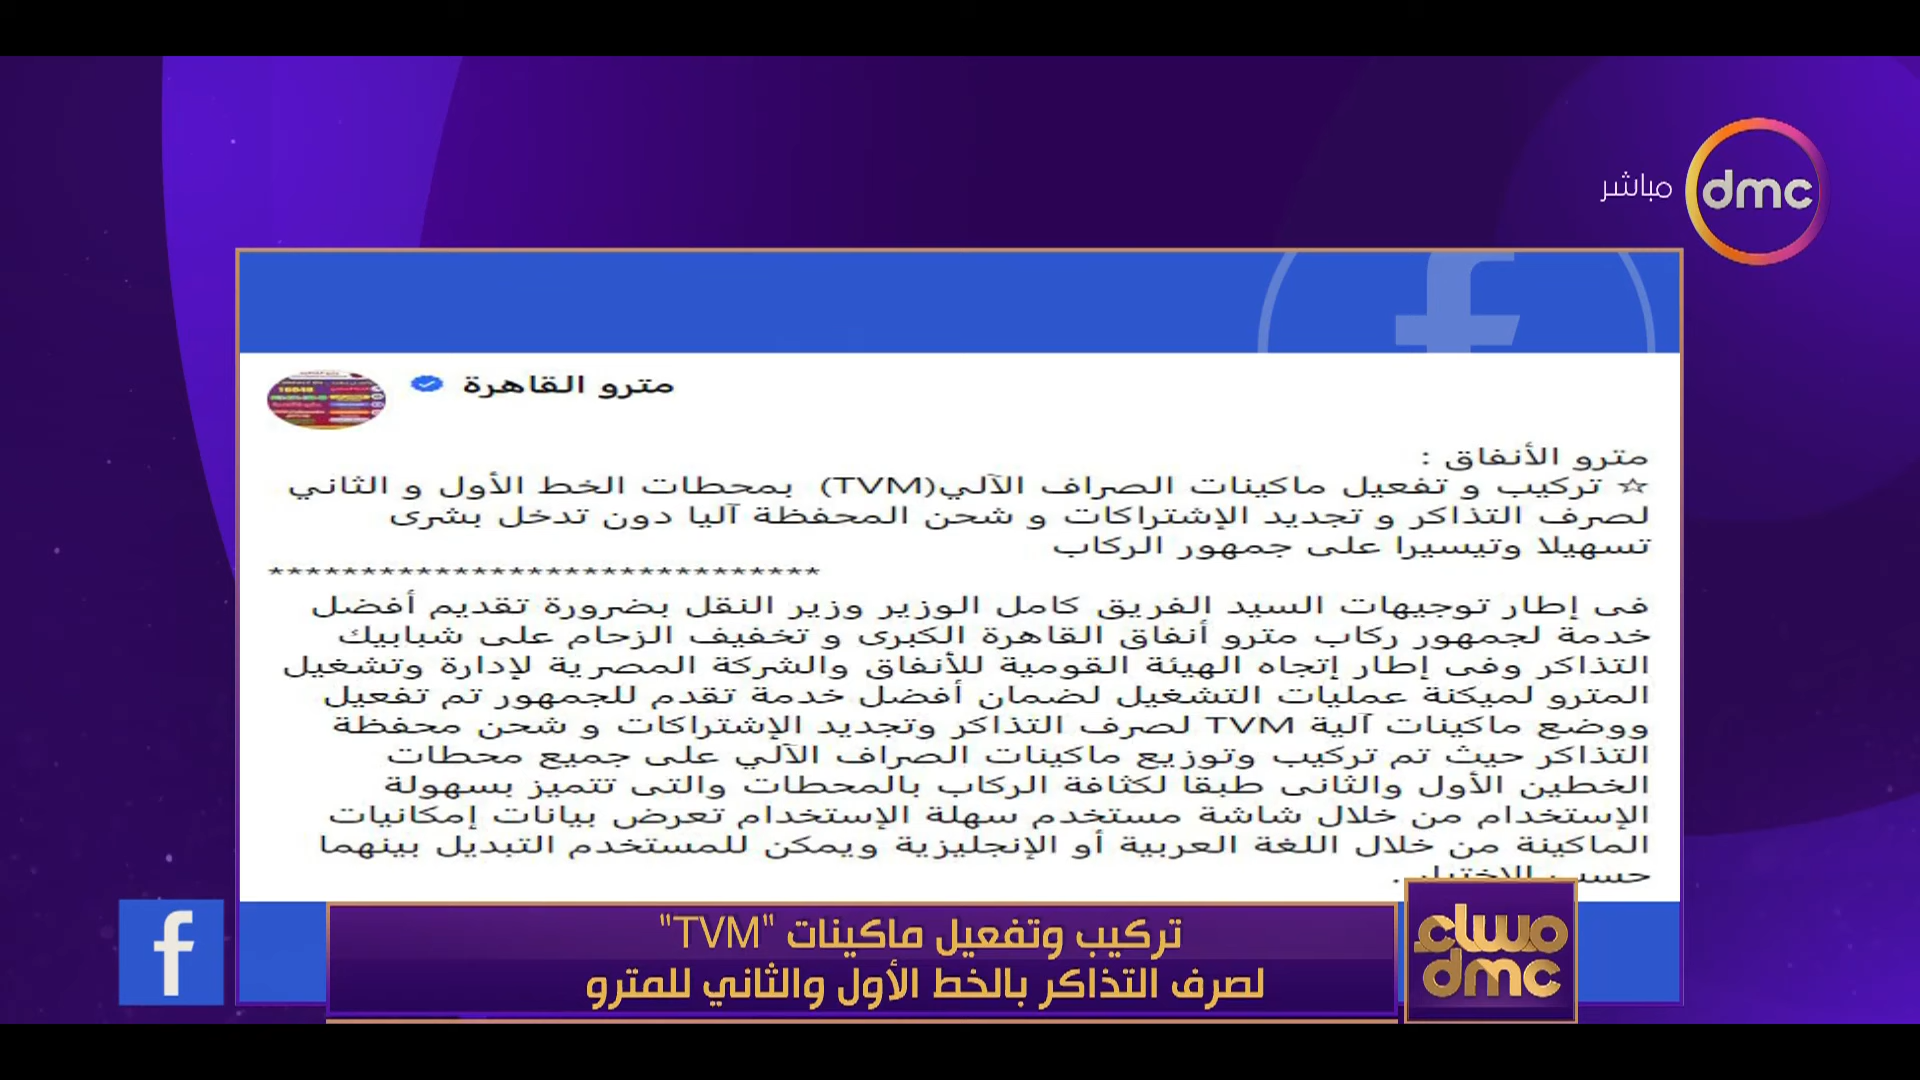 dmc
مباشر
مترو القاهرة
مترو الأنفاق :
☆ تركيب و تفعيل ماكينات الصراف الآلي(TVM) بمحطات الخط الأول و الثاني
لصرف التذاكر و تجديد الإشتراكات و شحن المحفظة آليا دون تدخل بشرى
تسهيلا وتيسيرا على جمهور الركاب
******************************
فى إطار توجيهات السيد الفريق كامل الوزير وزير النقل بضرورة تقديم أفضل
خدمة لجمهور ركاب مترو أنفاق القاهرة الكبرى و تخفيف الزحام على شبابيك
التذاكر وفى إطار إتجاه الهيئة القومية للأنفاق والشركة المصرية لإدارة وتشغيل
المترو لميكنة عمليات التشغيل لضمان أفضل خدمة تقدم للجمهور تم تفعيل
ووضع ماكينات آلية TVM لصرف التذاكر وتجديد الإشتراكات و شحن محفظة
التذاكر حيث تم تركيب وتوزيع ماكينات الصراف الآلي على جميع محطات
الخطين الأول والثانى طبقا لكثافة الركاب بالمحطات والتى تتميز بسهولة
الإستخدام من خلال شاشة مستخدم سهلة الإستخدام تعرض بيانات إمكانيات
الماكينة من خلال اللغة العربية أو الإنجليزية ويمكن للمستخدم التبديل بينهما
حسب الاختيار .
تركيب وتفعيل ماكينات "TVM"
لصرف التذاكر بالخط الأول والثاني للمترو
مساء
dmc